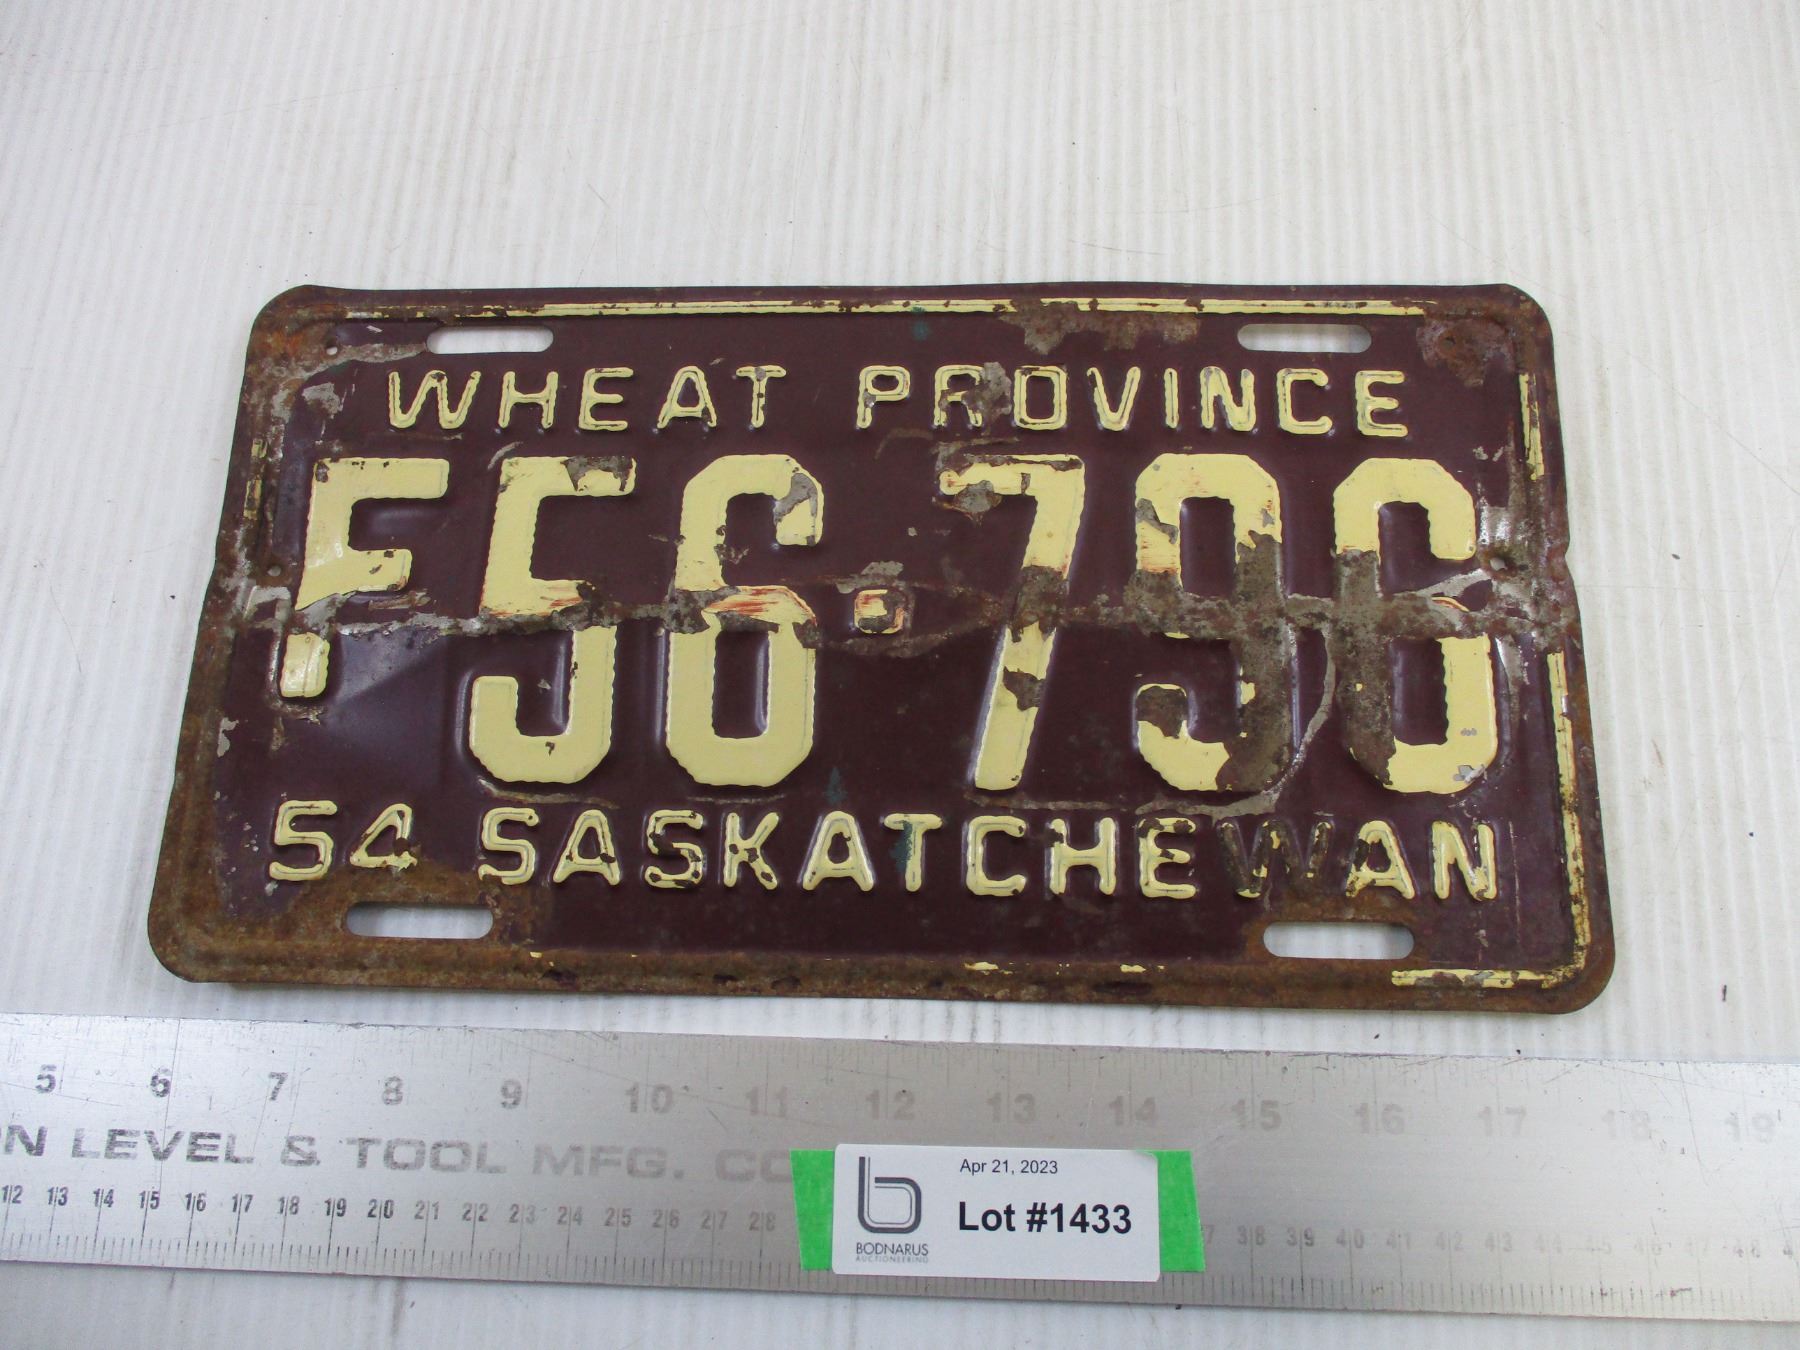 WHEAT PROVINCE
F56-796
54 SASKATCHEWAN
5 6 7 8 9 10 11 12 13 14 15 16 17 18 19
ON LEVEL & TOOL MFG. CO
12 13 14 15 16 17 18 19 20 21 22 23 24 25 26 27 28 37 38 39 40 41 42 43 44 45 46 47 48
Apr 21, 2023
Lot #1433
BODNARUS
AUCTIONEERING